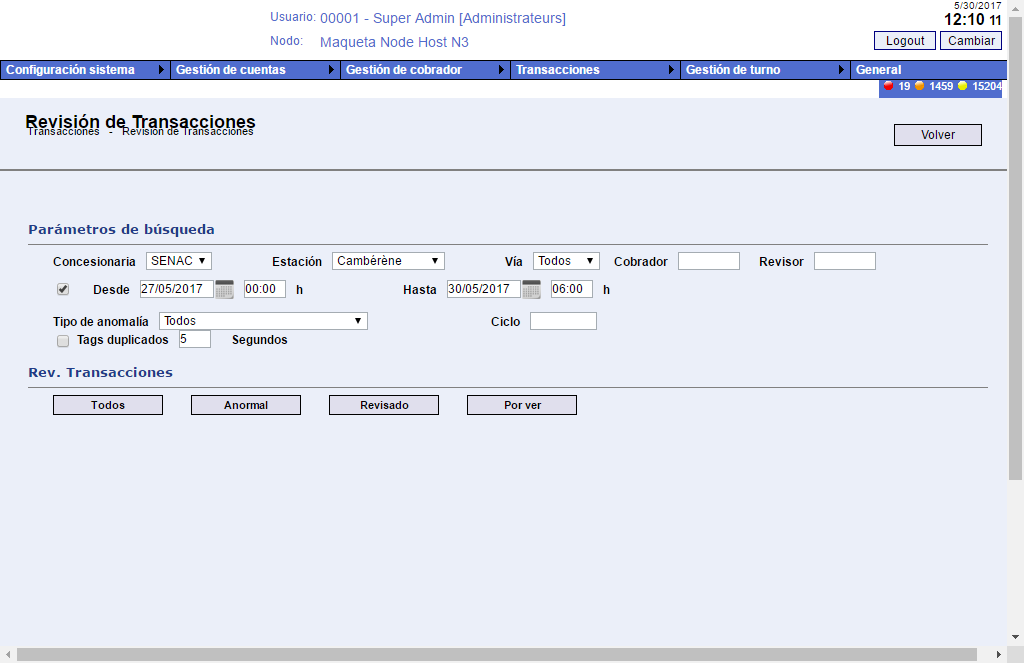 5/30/2017
Usuario: 00001 - Super Admin [Administrateurs]
12:10 11
Nodo: Maqueta Node Host N3
Logout Cambiar
Configuración sistema Gestión de cuentas Gestión de cobrador Transacciones Gestión de turno General
19 1459 15204
Revisión de Transacciones
Transacciones - Revisión de Transacciones
Volver
Parámetros de búsqueda
Concesionaria SENAC Estación Cambérène Vía Todos Cobrador Revisor
Desde 27/05/2017 00:00 h Hasta 30/05/2017 06:00 h
Tipo de anomalía Todos Ciclo
Tags duplicados 5 Segundos
Rev. Transacciones
Todos Anormal Revisado Por ver